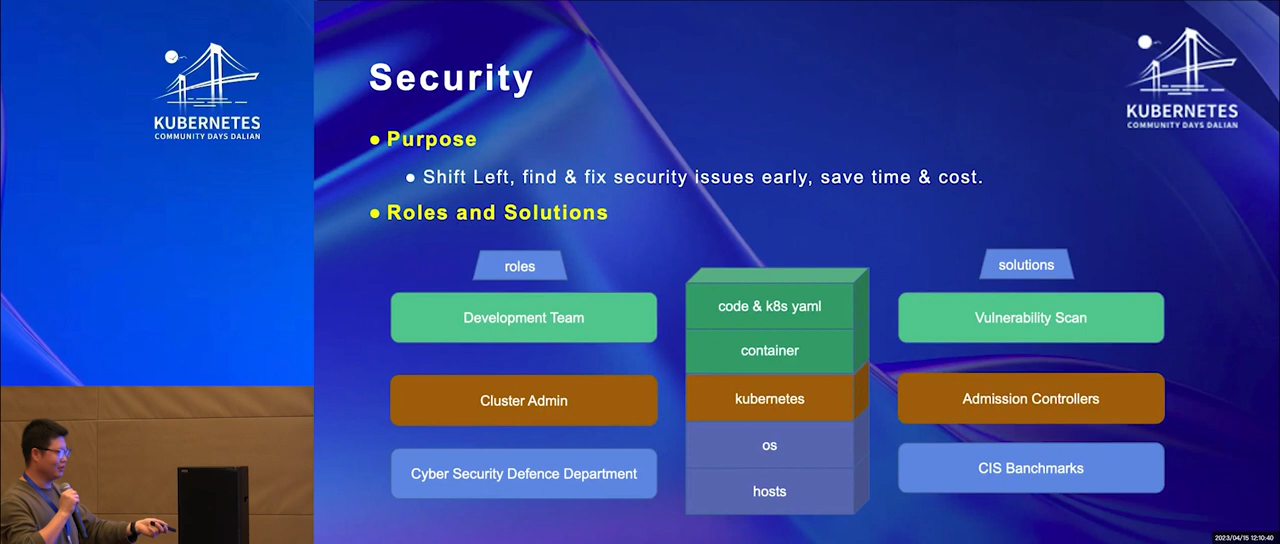 KUBERNETES
COMMUNITY DAYS DALIAN
KUBERNETES
COMMUNITY DAYS DALIAN
Security
• Purpose
• Shift Left, find & fix security issues early, save time & cost.
• Roles and Solutions
roles
solutions
Development Team
code & k8s yaml
Vulnerability Scan
container
Cluster Admin
kubernetes
Admission Controllers
Cyber Security Defence Department
os
CIS Banchmarks
hosts
2023/04/15 12:10:40